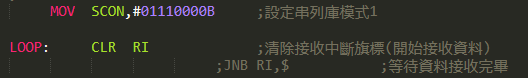 MOV SCON,#01110000B ;設定串列庫模式1
LOOP: CLR RI ;清除接收中斷旗標(開始接收資料)
;JNB RI,$ ;等待資料接收完畢